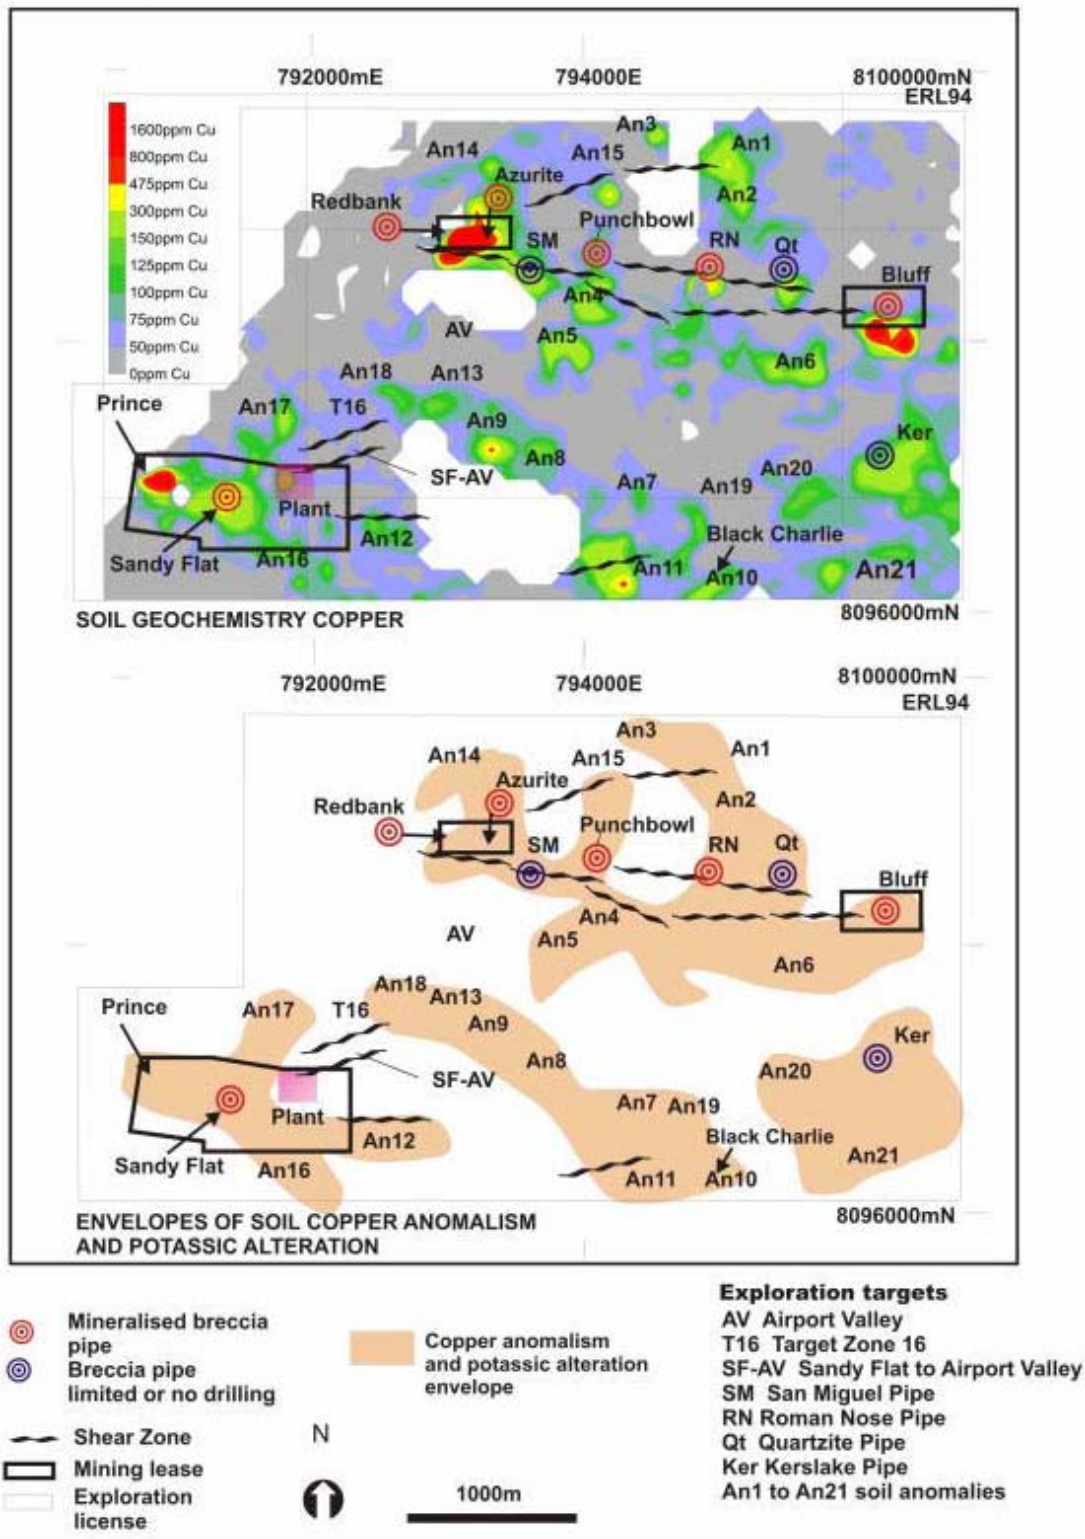 792000mE
794000E
8100000mN
ERL94
1600ppm Cu
800ppm Cu
475ppm Cu
300ppm Cu
150ppm Cu
125ppm Cu
100ppm Cu
75ppm Cu
50ppm Cu
0ppm Cu
An3
An1
An14
An15
Azurite
An2
Redbank
Punchbowl
SM
RN
Qt
Bluff
An4
AV
An5
An6
An18
An13
Prince
An17
T16
An9
Ker
An8
An20
SF-AV
An7
An19
Plant
Black Charlie
An12
Sandy Flat
An16
An11
An10
An21
8096000mN
SOIL GEOCHEMISTRY COPPER
792000mE
794000E
8100000mN
ERL94
An3
An1
An14
An15
Azurite
An2
Redbank
Punchbowl
SM
RN
Qt
Bluff
An4
AV
An5
An6
An18
An13
Prince
An17
T16
An9
Ker
An8
An20
SF-AV
An7
An19
Plant
Black Charlie
An12
An21
Sandy Flat
An16
An11
An10
8096000mN
ENVELOPES OF SOIL COPPER ANOMALISM
AND POTASSIC ALTERATION
Mineralised breccia
pipe
Breccia pipe
limited or no drilling
Shear Zone
Mining lease
Exploration
license
Copper anomalism
and potassic alteration
envelope
N
1000m
Exploration targets
AV Airport Valley
T16 Target Zone 16
SF-AV Sandy Flat to Airport Valley
SM San Miguel Pipe
RN Roman Nose Pipe
Qt Quartzite Pipe
Ker Kerslake Pipe
An1 to An21 soil anomalies